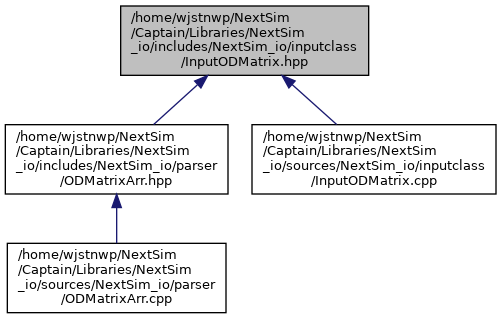 /home/wjstnwp/NextSim
/Captain/Libraries/NextSim
_io/includes/NextSim_io/inputclass
/InputODMatrix.hpp
/home/wjstnwp/NextSim
/Captain/Libraries/NextSim
_io/includes/NextSim_io/parser
/ODMatrixArr.hpp
/home/wjstnwp/NextSim
/Captain/Libraries/NextSim
_io/sources/NextSim_io/inputclass
/InputODMatrix.cpp
/home/wjstnwp/NextSim
/Captain/Libraries/NextSim
_io/sources/NextSim_io/parser
/ODMatrixArr.cpp